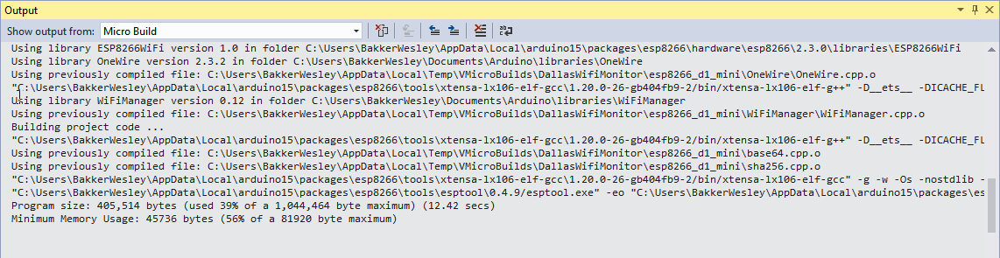 Output
Show output from: Micro Build
Using library ESP8266WiFi version 1.0 in folder C:\Users\BakkerWesley\AppData\Local\arduino15\packages\esp8266\hardware\esp8266\2.3.0\libraries\ESP8266WiFi
Using library OneWire version 2.3.2 in folder C:\Users\BakkerWesley\Documents\Arduino\libraries\OneWire
Using previously compiled file: C:\Users\BakkerWesley\AppData\Local\Temp\VMicroBuilds\DallasWifiMonitor\esp8266_d1_mini\OneWire\OneWire.cpp.o
"C:\Users\BakkerWesley\AppData\Local\arduino15\packages\esp8266\tools\xtensa-lx106-elf-gcc\1.20.0-26-gb404fb9-2/bin/xtensa-lx106-elf-g++" -D__ets__ -DICACHE_FL
Using library WiFiManager version 0.12 in folder C:\Users\BakkerWesley\Documents\Arduino\libraries\WiFiManager
Using previously compiled file: C:\Users\BakkerWesley\AppData\Local\Temp\VMicroBuilds\DallasWifiMonitor\esp8266_d1_mini\WiFiManager\WiFiManager.cpp.o
Building project code ...
"C:\Users\BakkerWesley\AppData\Local\arduino15\packages\esp8266\tools\xtensa-lx106-elf-gcc\1.20.0-26-gb404fb9-2/bin/xtensa-lx106-elf-g++" -D__ets__ -DICACHE_FL
Using previously compiled file: C:\Users\BakkerWesley\AppData\Local\Temp\VMicroBuilds\DallasWifiMonitor\esp8266_d1_mini\base64.cpp.o
Using previously compiled file: C:\Users\BakkerWesley\AppData\Local\Temp\VMicroBuilds\DallasWifiMonitor\esp8266_d1_mini\sha256.cpp.o
"C:\Users\BakkerWesley\AppData\Local\arduino15\packages\esp8266\tools\xtensa-lx106-elf-gcc\1.20.0-26-gb404fb9-2/bin/xtensa-lx106-elf-gcc" -g -w -Os -nostdlib -
"C:\Users\BakkerWesley\AppData\Local\arduino15\packages\esp8266\tools\esptool\0.4.9/esptool.exe" -eo "C:\Users\BakkerWesley\AppData\Local\arduino15\packages\es
Program size: 405,514 bytes (used 39% of a 1,044,464 byte maximum) (12.42 secs)
Minimum Memory Usage: 45736 bytes (56% of a 81920 byte maximum)